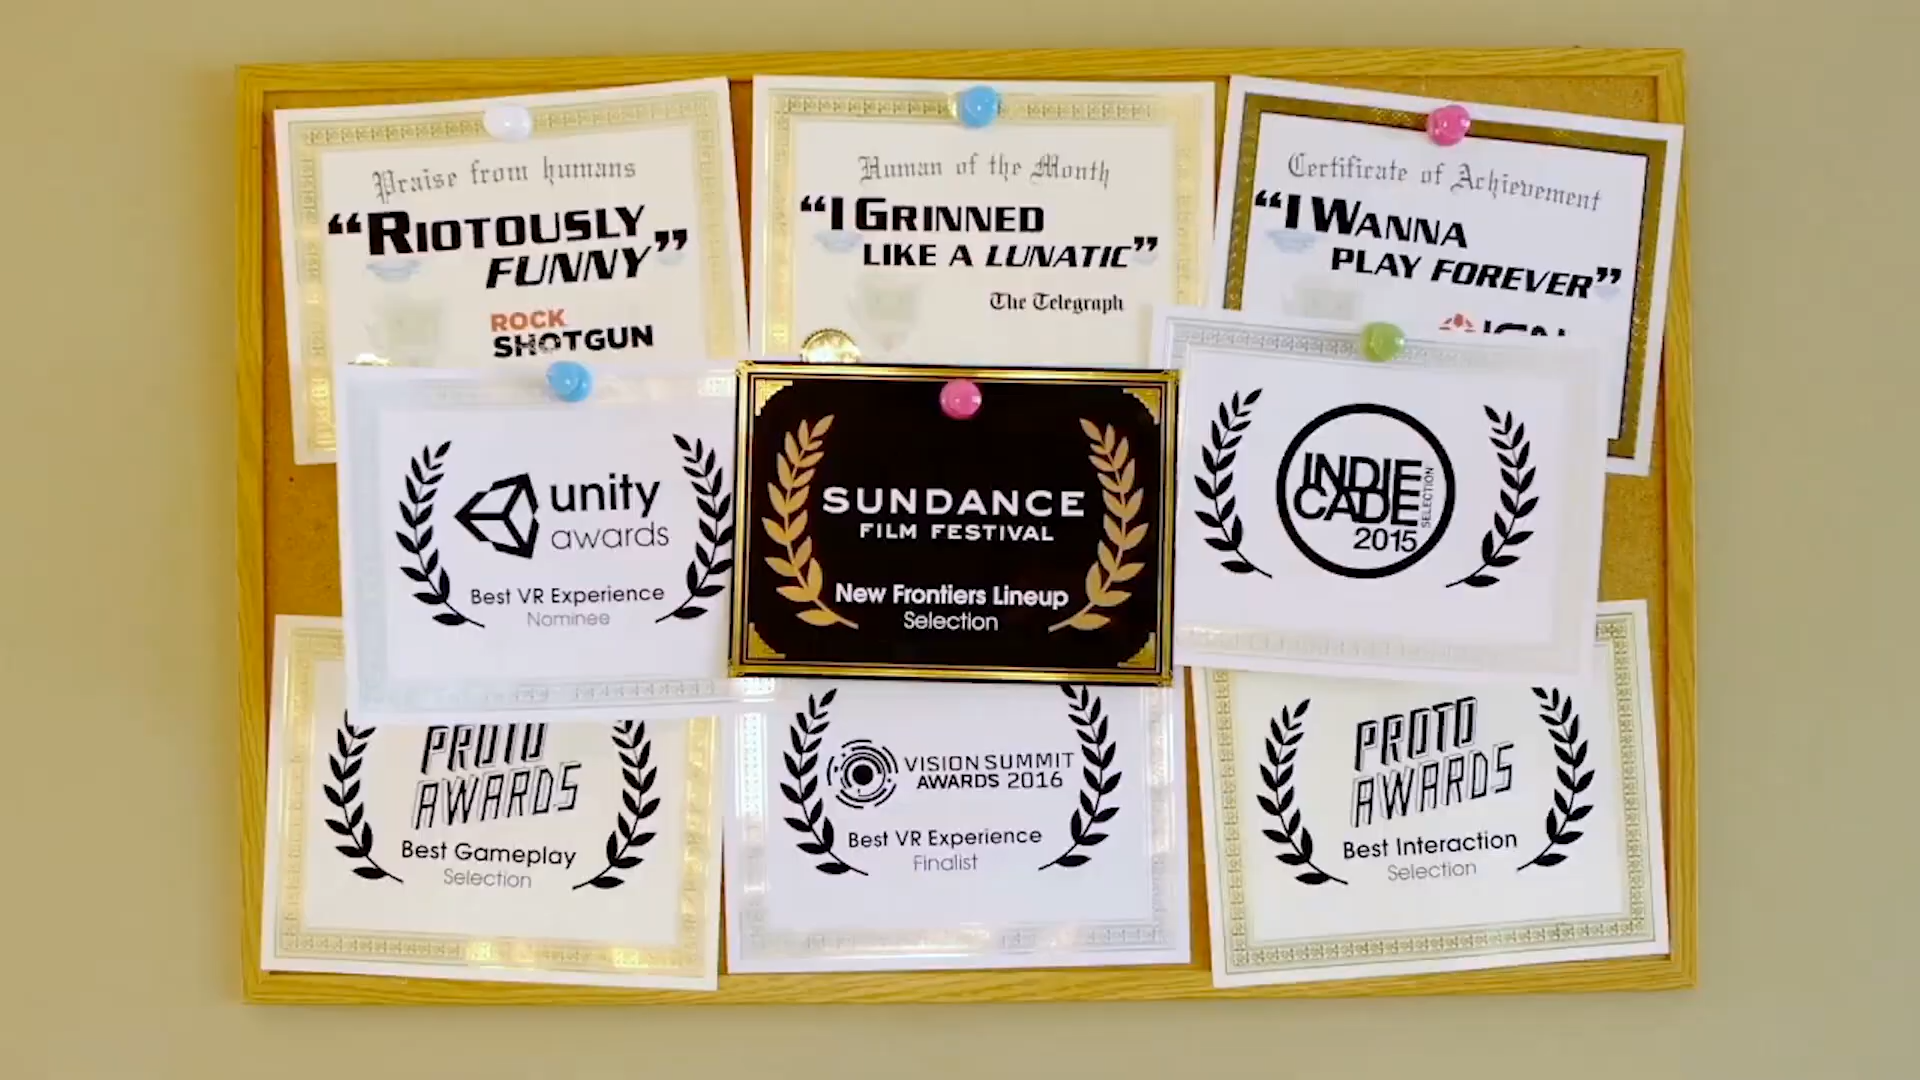 Praise from humans
“RIOTOUSLY
FUNNY”
ROCK
SHOTGUN
Human of the Month
“I GRINNED
LIKE A LUNATIC”
The Telegraph
Certificate of Achievement
“I WANNA
PLAY FOREVER”
IGN
unity
awards
Best VR Experience
Nominee
SUNDANCE
FILM FESTIVAL
New Frontiers Lineup
Selection
INDIE
CADE
SELECTION
2015
PROTO
AWARDS
Best Gameplay
Selection
VISION SUMMIT
AWARDS 2016
Best VR Experience
Finalist
PROTO
AWARDS
Best Interaction
Selection